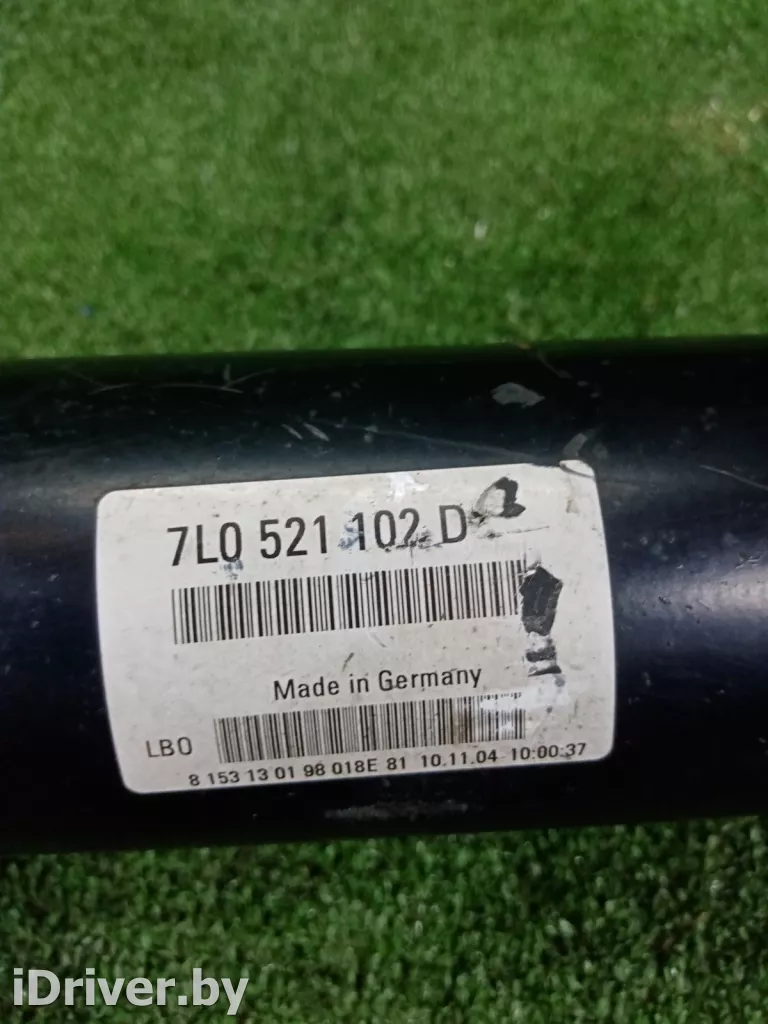 7L0 521 102 D
Made in Germany
LB0
8 153 13 01 98 018E 81 10.11.04 10:00:37
iDriver.by